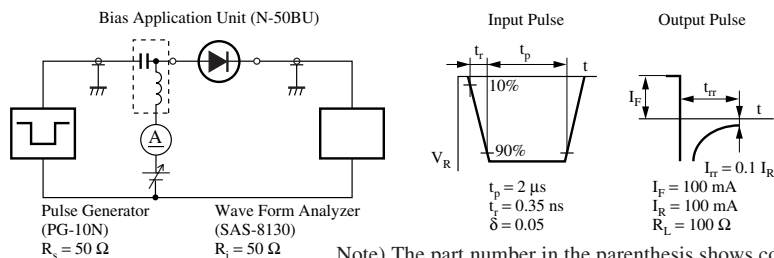 Bias Application Unit (N-50BU)
A
Pulse Generator
(PG-10N)
R_s = 50 Ω
Wave Form Analyzer
(SAS-8130)
R_i = 50 Ω
Input Pulse
t_r
t_p
t
10%
90%
V_R
t_p = 2 μs
t_r = 0.35 ns
δ = 0.05
Output Pulse
I_F
t_rr
t
I_rr = 0.1 I_R
I_F = 100 mA
I_R = 100 mA
R_L = 100 Ω
Note) The part number in the parenthesis shows